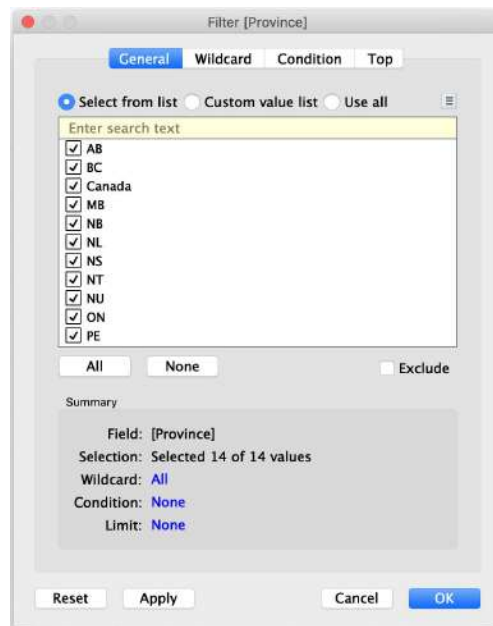 Filter [Province]
General Wildcard Condition Top
Select from list Custom value list Use all
Enter search text
AB
BC
Canada
MB
NB
NL
NS
NT
NU
ON
PE
All None Exclude
Summary
Field: [Province]
Selection: Selected 14 of 14 values
Wildcard: All
Condition: None
Limit: None
Reset Apply Cancel OK